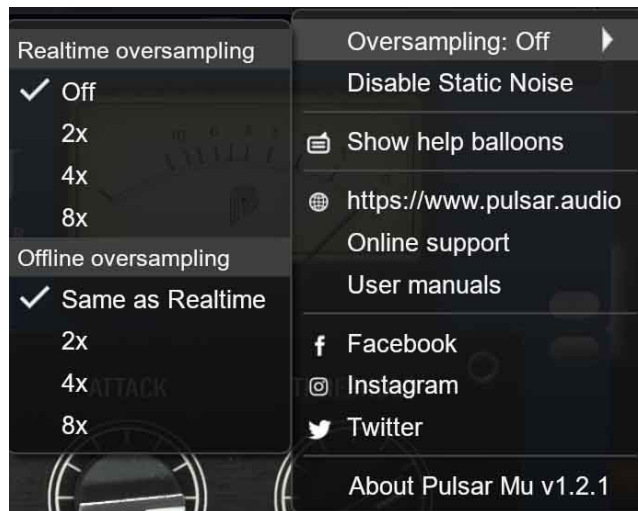 Realtime oversampling
Off
2x
4x
8x
Offline oversampling
Same as Realtime
2x
4x
8x
Oversampling: Off
Disable Static Noise
Show help balloons
https://www.pulsar.audio
Online support
User manuals
Facebook
Instagram
Twitter
About Pulsar Mu v1.2.1
ATTACK